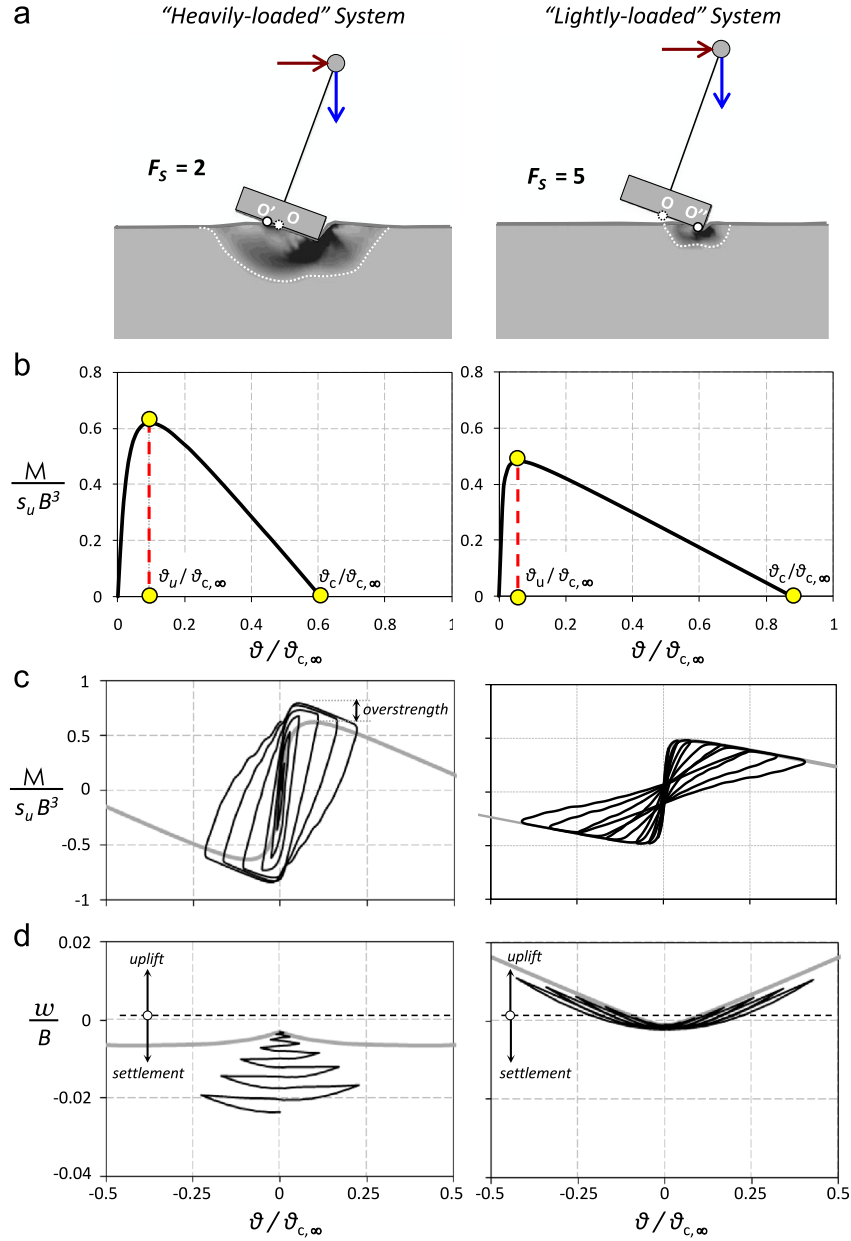 a
"Heavily-loaded" System
"Lightly-loaded" System
F_S = 2
F_S = 5
O' O
O O''
b
0.8
0.6
0.4
0.2
0
M
s_u B^3
ϑ_u / ϑ_c,∞
ϑ_c/ϑ_c,∞
0 0.2 0.4 0.6 0.8 1
ϑ / ϑ_c,∞
0.8
0.6
0.4
0.2
0
ϑ_u / ϑ_c,∞
ϑ_c/ϑ_c,∞
0 0.2 0.4 0.6 0.8 1
ϑ / ϑ_c,∞
c
1
0.5
0
-0.5
-1
M
s_u B^3
overstrength
d
0.02
0
-0.02
-0.04
w
B
uplift
settlement
-0.5 -0.25 0 0.25 0.5
ϑ / ϑ_c,∞
uplift
settlement
-0.5 -0.25 0 0.25 0.5
ϑ / ϑ_c,∞